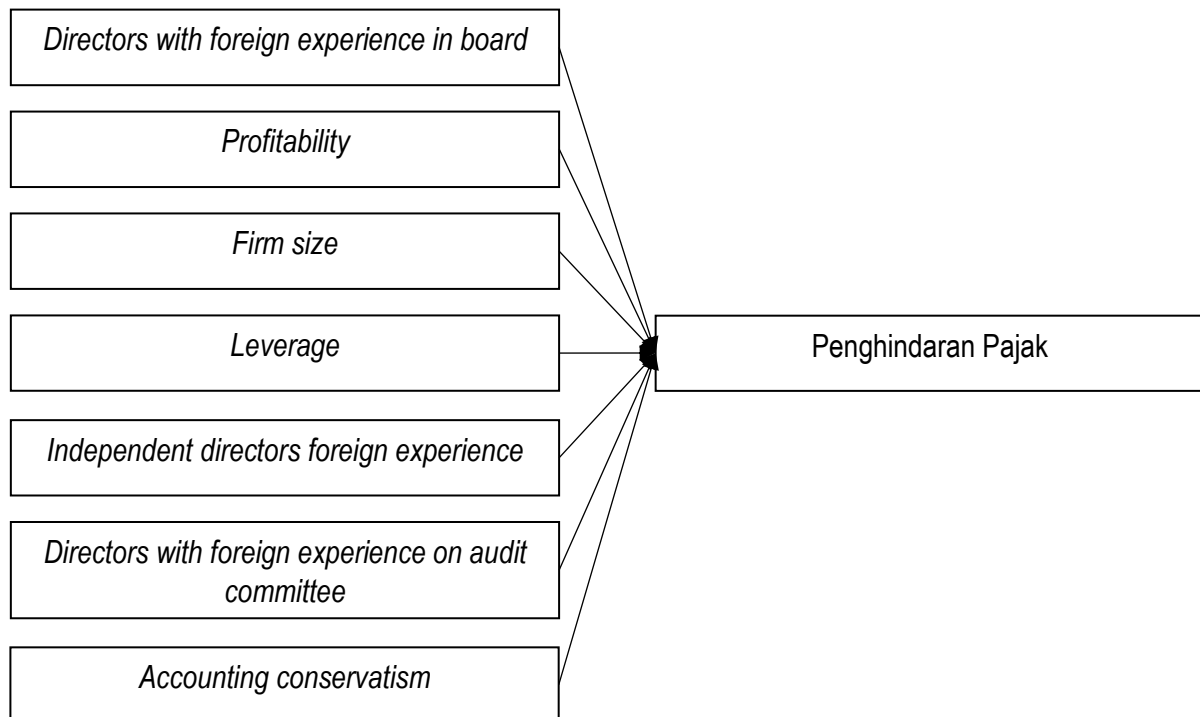 Directors with foreign experience in board
Profitability
Firm size
Leverage
Penghindaran Pajak
Independent directors foreign experience
Directors with foreign experience on audit
committee
Accounting conservatism